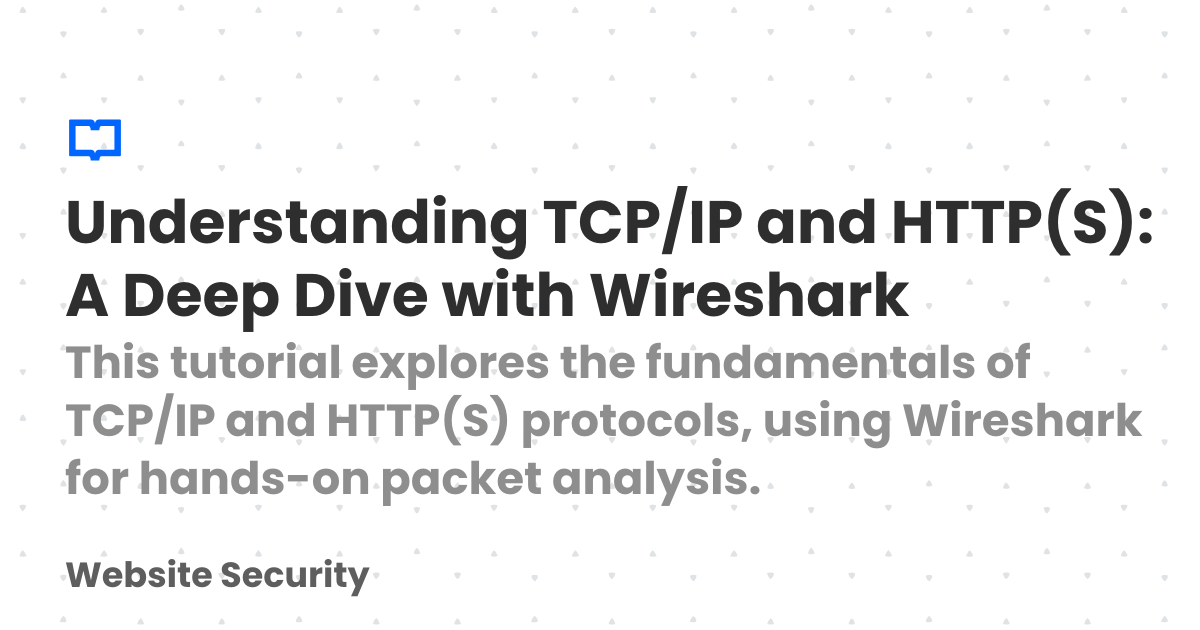 Understanding TCP/IP and HTTP(S):
A Deep Dive with Wireshark
This tutorial explores the fundamentals of
TCP/IP and HTTP(S) protocols, using Wireshark
for hands-on packet analysis.
Website Security